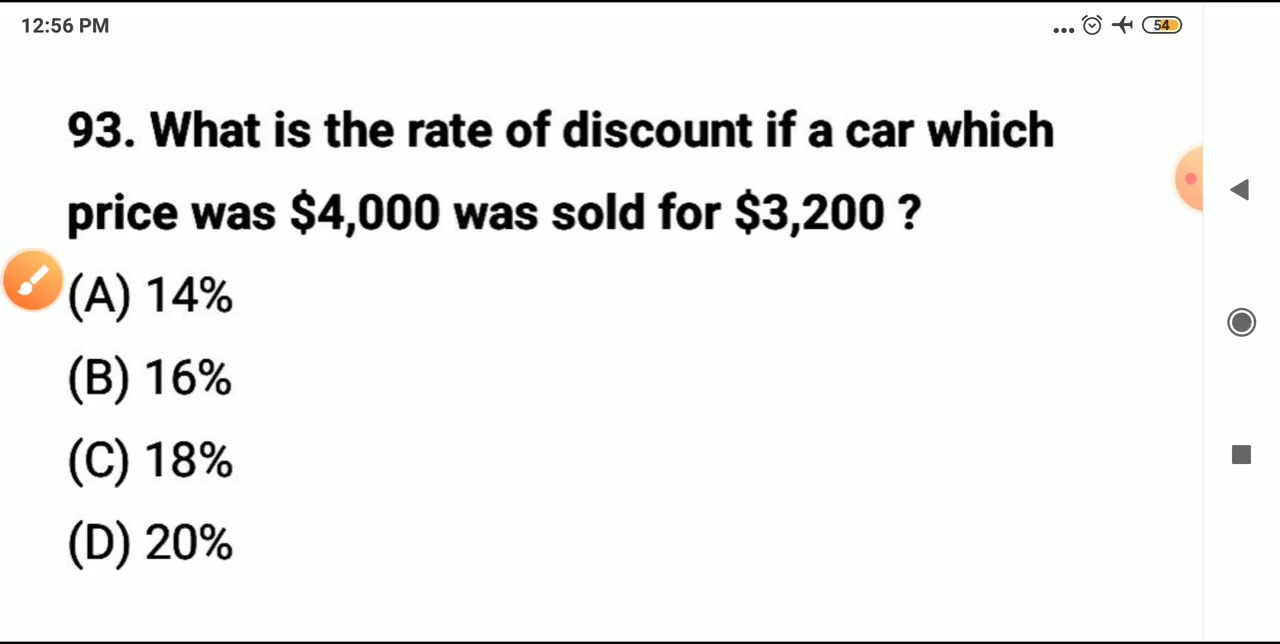 12:56 PM
54
93. What is the rate of discount if a car which
price was $4,000 was sold for $3,200 ?
(A) 14%
(B) 16%
(C) 18%
(D) 20%